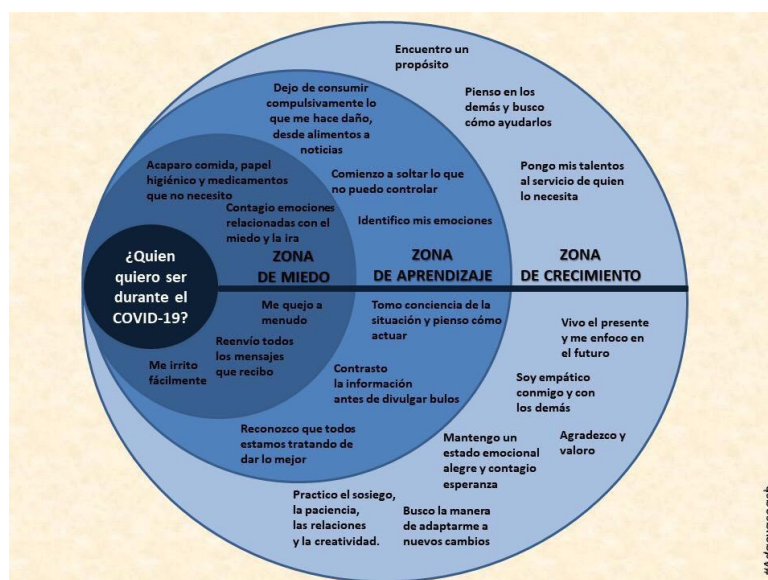 Encuentro un
propósito
Dejo de consumir
compulsivamente lo
que me hace daño,
desde alimentos a
noticias
Pienso en los
demás y busco
cómo ayudarlos
Acaparo comida, papel
higiénico y medicamentos
que no necesito
Comienzo a soltar lo que
no puedo controlar
Pongo mis talentos
al servicio de quien
lo necesita
Contagio emociones
relacionadas con el
miedo y la ira
Identifico mis emociones
¿Quien
quiero ser
durante el
COVID-19?
ZONA
DE MIEDO
ZONA
DE APRENDIZAJE
ZONA
DE CRECIMIENTO
Me quejo a
menudo
Tomo conciencia de la
situación y pienso cómo
actuar
Vivo el presente
y me enfoco en
el futuro
Reenvío todos
los mensajes
que recibo
Me irrito
fácilmente
Contrasto
la información
antes de divulgar bulos
Soy empático
conmigo y con
los demás
Reconozco que todos
estamos tratando de
dar lo mejor
Mantengo un
estado emocional
alegre y contagio
esperanza
Agradezco y
valoro
Practico el sosiego,
la paciencia,
las relaciones
y la creatividad.
Busco la manera
de adaptarme a
nuevos cambios